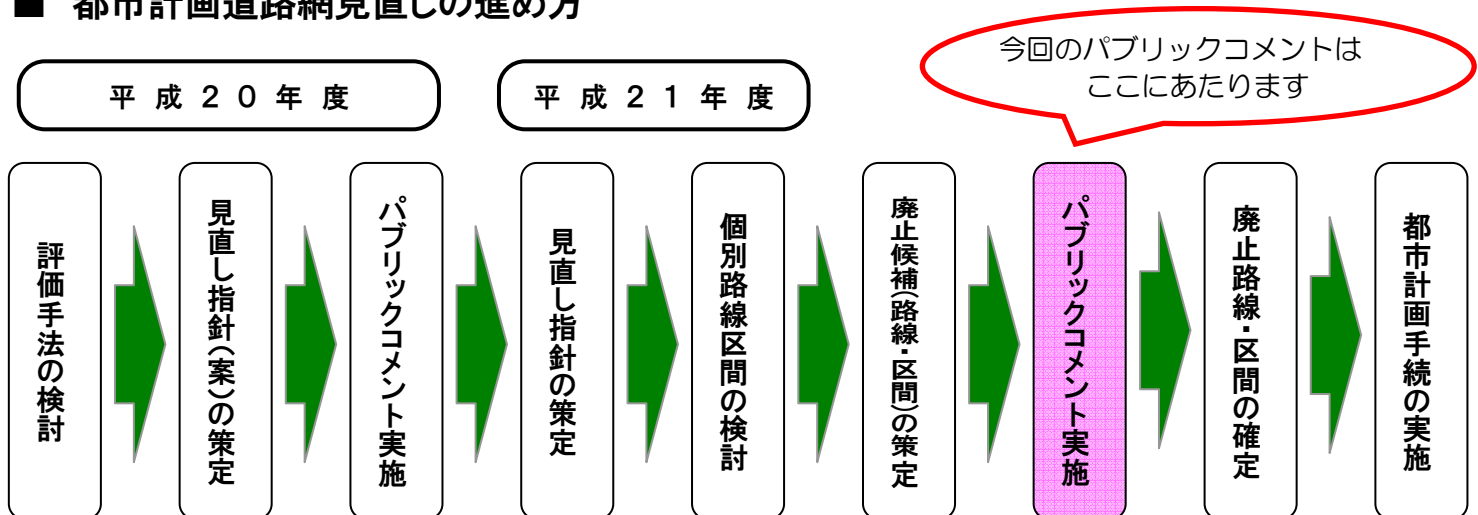 ■ 都市計画道路網見直しの進め方
今回のパブリックコメントは
ここにあたります
平成20年度
平成21年度
評価手法の検討
見直し指針(案)の策定
パブリックコメント実施
見直し指針の策定
個別路線区間の検討
廃止候補(路線・区間)の策定
パブリックコメント実施
廃止路線・区間の確定
都市計画手続の実施